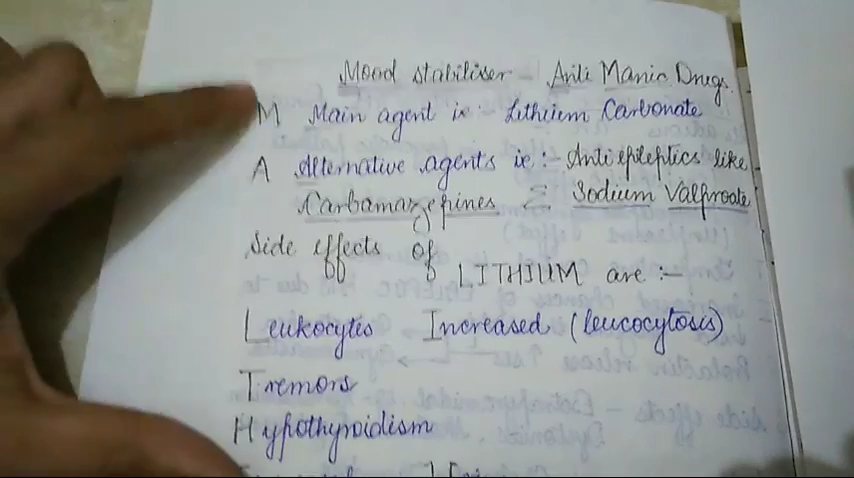 Mood stabiliser - Anti Manic Drugs.
M Main agent is :- Lithium Carbonate
A Alternative agents ie :- Antiepileptics like
Carbamazepines & Sodium Valproate
Side effects of
LITHIUM are :-
Leukocytes Increased (leucocytosis)
Tremors
Hypothyroidism